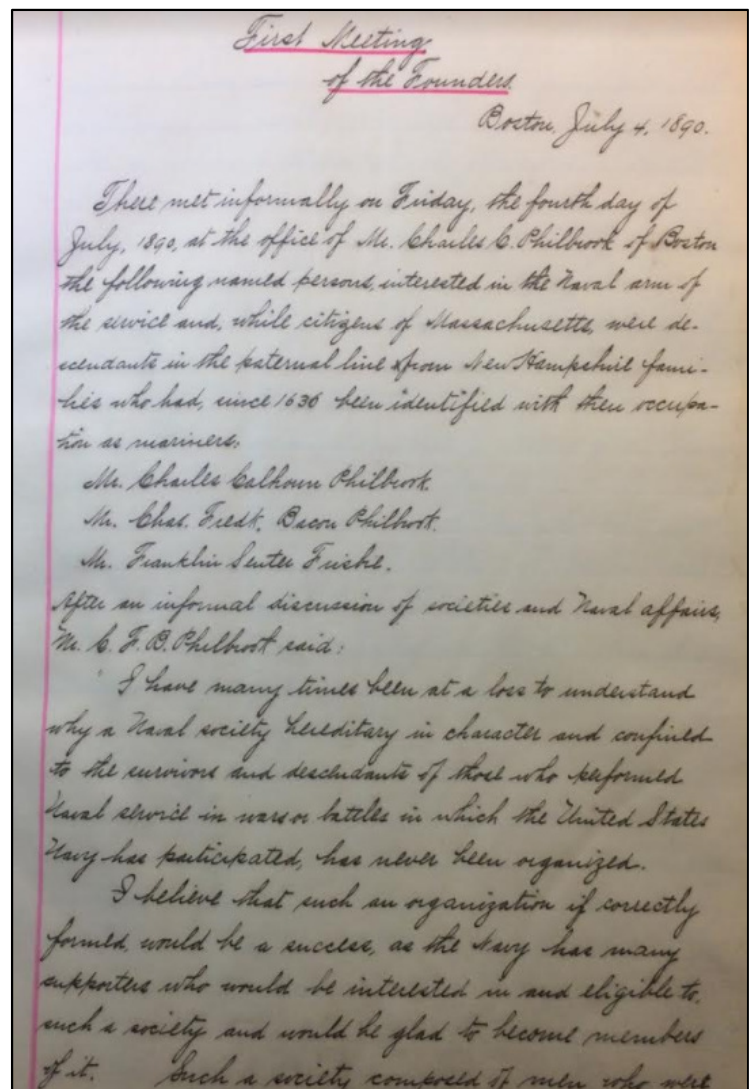 First Meeting
of the Founders.
Boston, July 4, 1890.
There met informally on Friday, the fourth day of
July, 1890, at the office of Mr. Charles C. Philbrook of Boston
the following named persons, interested in the Naval arm of
the service and, while citizens of Massachusetts, were de-
scendants in the paternal line from New Hampshire fami-
lies who had, since 1636 been identified with their occupa-
tion as mariners:
Mr. Charles Calhoun Philbrook.
Mr. Chas. Fredk. Bacon Philbrook.
Mr. Franklin Senter Frisbie.
After an informal discussion of societies and Naval affairs,
Mr. C. F. B. Philbrook said:
I have many times been at a loss to understand
why a Naval society hereditary in character and confined
to the survivors and descendants of those who performed
Naval service in wars or battles in which the United States
Navy has participated, has never been organized.
I believe that such an organization if correctly
formed, would be a success, as the Navy has many
supporters who would be interested in and eligible to,
such a society and would be glad to become members
of it. Such a society composed of men who were